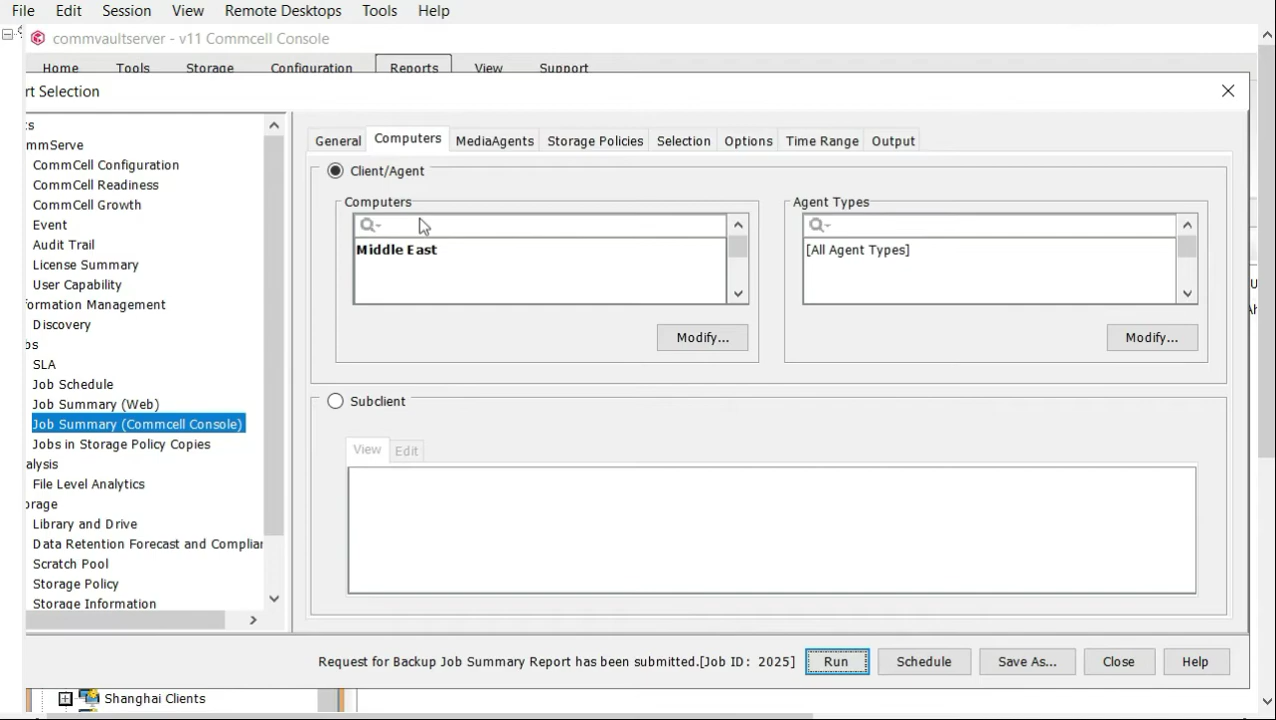 File Edit Session View Remote Desktops Tools Help
commvaultserver - v11 Commcell Console
Home Tools Storage Configuration Reports View Support
rt Selection
ts
mmServe
CommCell Configuration
CommCell Readiness
CommCell Growth
Event
Audit Trail
License Summary
User Capability
formation Management
Discovery
bs
SLA
Job Schedule
Job Summary (Web)
Job Summary (Commcell Console)
Jobs in Storage Policy Copies
alysis
File Level Analytics
orage
Library and Drive
Data Retention Forecast and Complian
Scratch Pool
Storage Policy
Storage Information
General Computers MediaAgents Storage Policies Selection Options Time Range Output
Client/Agent
Computers
Middle East
Modify...
Agent Types
[All Agent Types]
Modify...
Subclient
View Edit
Request for Backup Job Summary Report has been submitted.[Job ID: 2025] Run Schedule Save As... Close Help
Shanghai Clients